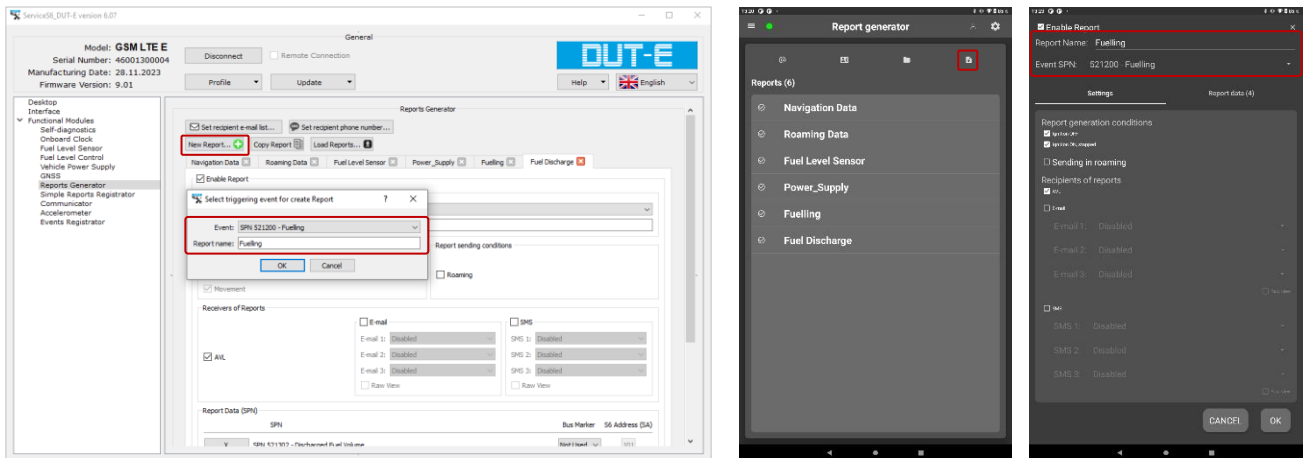 ServiceS6_DUT-E version 6.07
General
Model: GSM LTE E
Serial Number: 46001300004
Manufacturing Date: 28.11.2023
Firmware Version: 9.01
Disconnect
Remote Connection
DUT-E
Profile
Update
Help
English
Desktop
Interface
Functional Modules
Self-diagnostics
Onboard Clock
Fuel Level Sensor
Fuel Level Control
Vehicle Power Supply
GNSS
Reports Generator
Simple Reports Registrator
Communicator
Accelerometer
Events Registrator
Reports Generator
Set recipient e-mail list...
Set recipient phone number...
New Report...
Copy Report
Load Reports...
Navigation Data
Roaming Data
Fuel Level Sensor
Power_Supply
Fuelling
Fuel Discharge
Enable Report
Select triggering event for create Report
?
Event: SPN 521200 - Fuelling
Report name: Fuelling
OK
Cancel
Report sending conditions
Roaming
Movement
Receivers of Reports
AVL
E-mail
E-mail 1: Disabled
E-mail 2: Disabled
E-mail 3: Disabled
Raw View
SMS
SMS 1: Disabled
SMS 2: Disabled
SMS 3: Disabled
Raw View
Report Data (SPN)
SPN
Bus Marker
S6 Address (SA)
X
SPN 521302 - Discharged Fuel Volume
Not Used
Report generator
Reports (6)
Navigation Data
Roaming Data
Fuel Level Sensor
Power_Supply
Fuelling
Fuel Discharge
Enable Report
Report Name: Fuelling
Event SPN: 521200 - Fuelling
Settings
Report data (4)
Report generation conditions
Ignition OFF
Ignition ON, stopped
Sending in roaming
Recipients of reports
AVL
E-mail
E-mail 1: Disabled
E-mail 2: Disabled
E-mail 3: Disabled
SMS
SMS 1: Disabled
SMS 2: Disabled
SMS 3: Disabled
CANCEL
OK